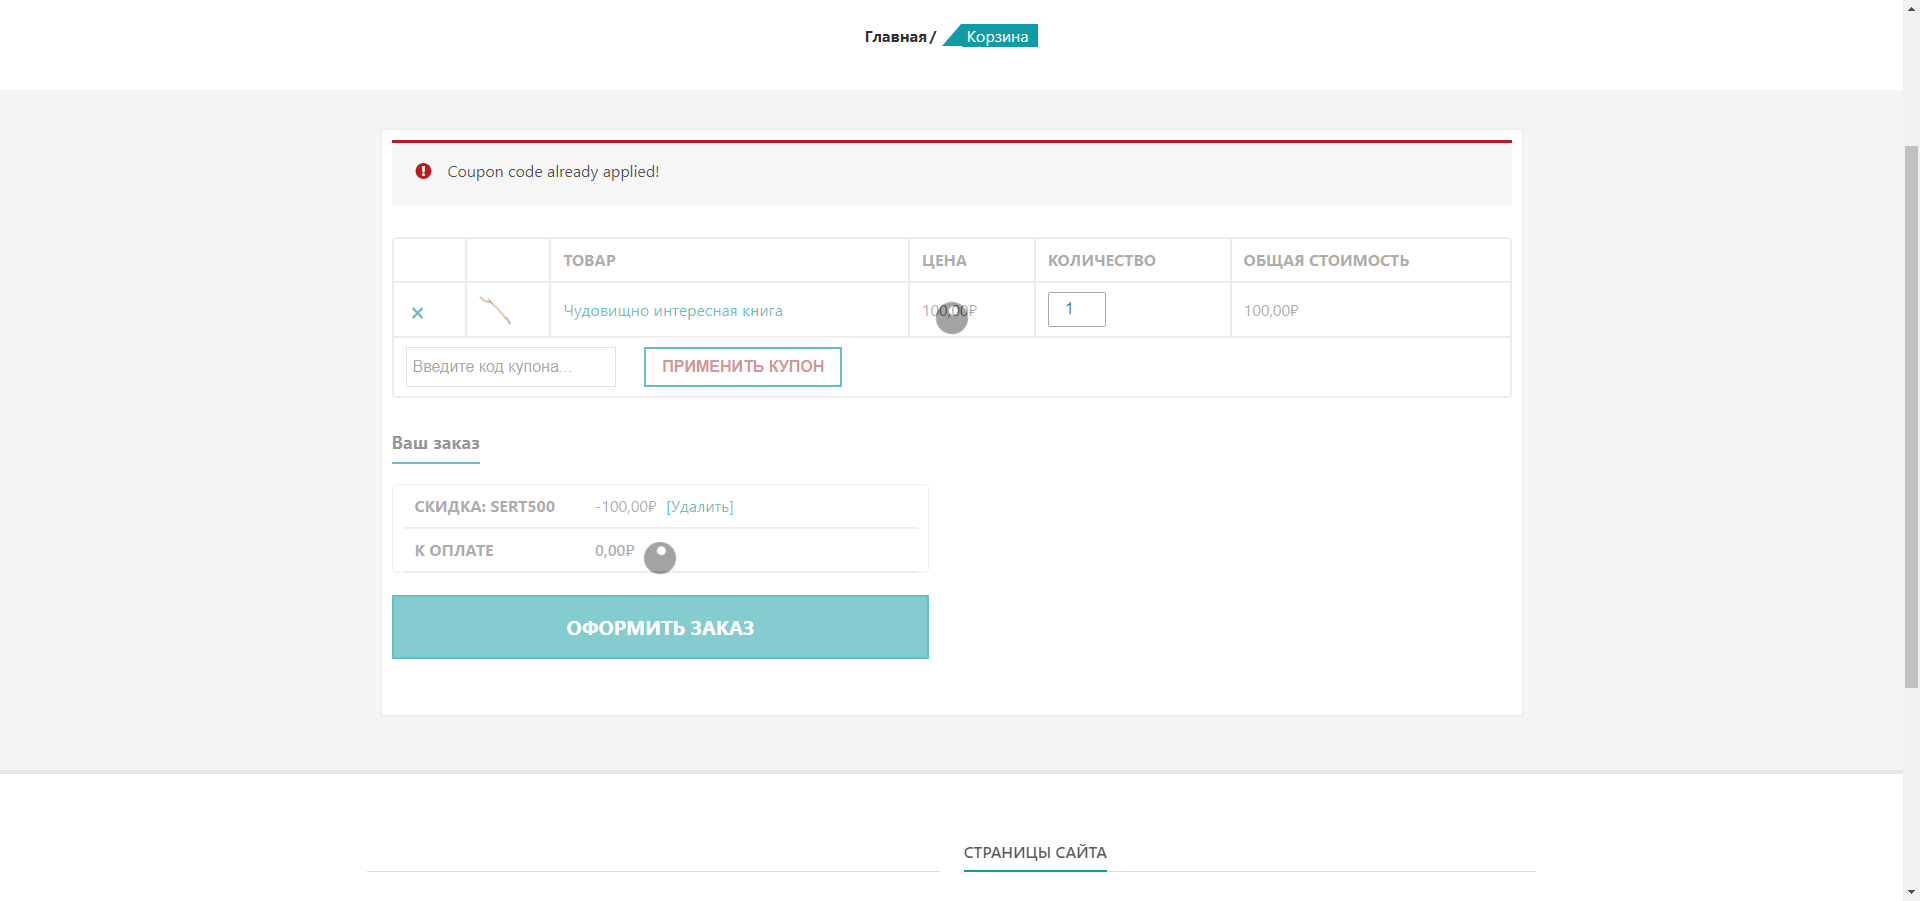 Главная / Корзина
Coupon code already applied!
ТОВАР ЦЕНА КОЛИЧЕСТВО ОБЩАЯ СТОИМОСТЬ
× Чудовищно интересная книга 100,00₽ 1 100,00₽
Введите код купона... ПРИМЕНИТЬ КУПОН
Ваш заказ
СКИДКА: SERT500 -100,00₽ [Удалить]
К ОПЛАТЕ 0,00₽
ОФОРМИТЬ ЗАКАЗ
СТРАНИЦЫ САЙТА